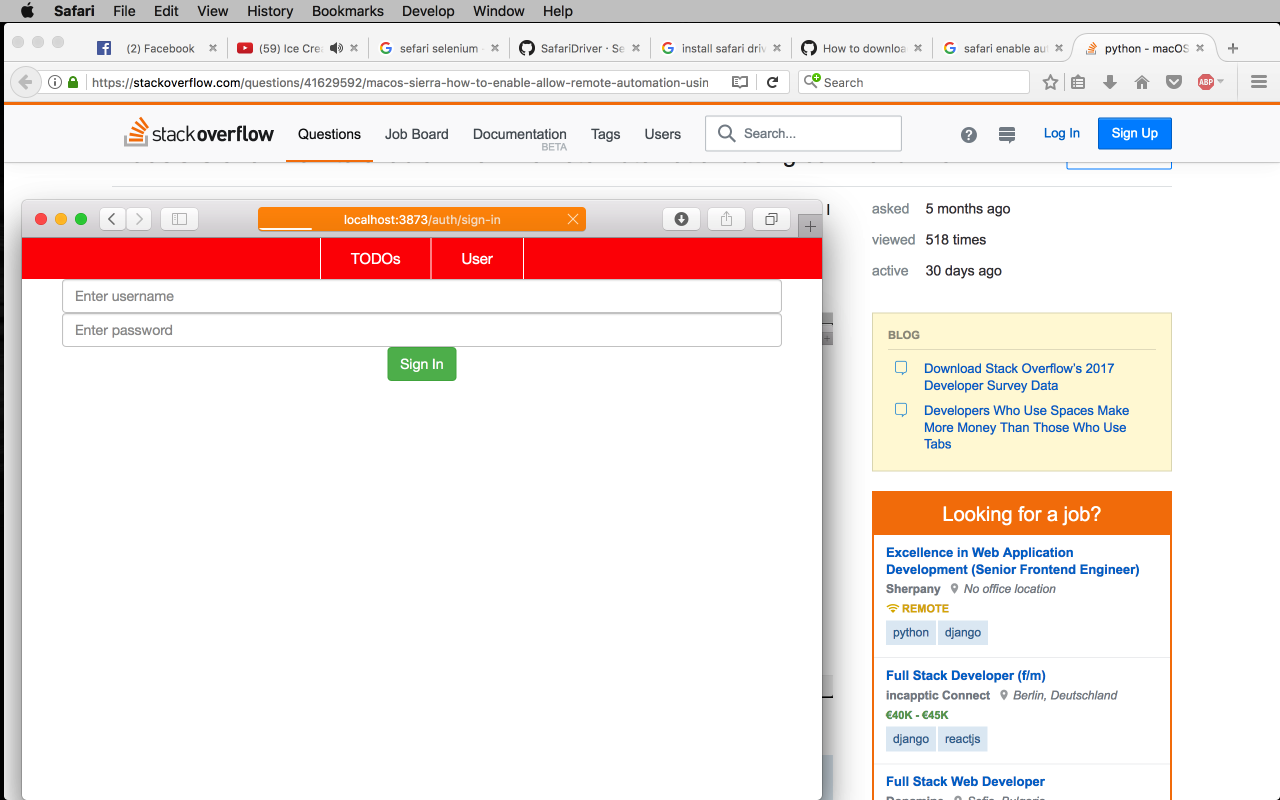 Safari File Edit View History Bookmarks Develop Window Help
(2) Facebook
(59) Ice Cre
sefari selenium
SafariDriver · Se
install safari driv
How to downloa
safari enable au
python - macOS
https://stackoverflow.com/questions/41629592/macos-sierra-how-to-enable-allow-remote-automation-usin
Search
ABP
stackoverflow
Questions
Job Board
Documentation
BETA
Tags
Users
Search...
Log In
Sign Up
localhost:3873/auth/sign-in
TODOs
User
Enter username
Enter password
Sign In
asked 5 months ago
viewed 518 times
active 30 days ago
BLOG
Download Stack Overflow's 2017
Developer Survey Data
Developers Who Use Spaces Make
More Money Than Those Who Use
Tabs
Looking for a job?
Excellence in Web Application
Development (Senior Frontend Engineer)
Sherpany No office location
REMOTE
python django
Full Stack Developer (f/m)
incapptic Connect Berlin, Deutschland
€40K - €45K
django reactjs
Full Stack Web Developer